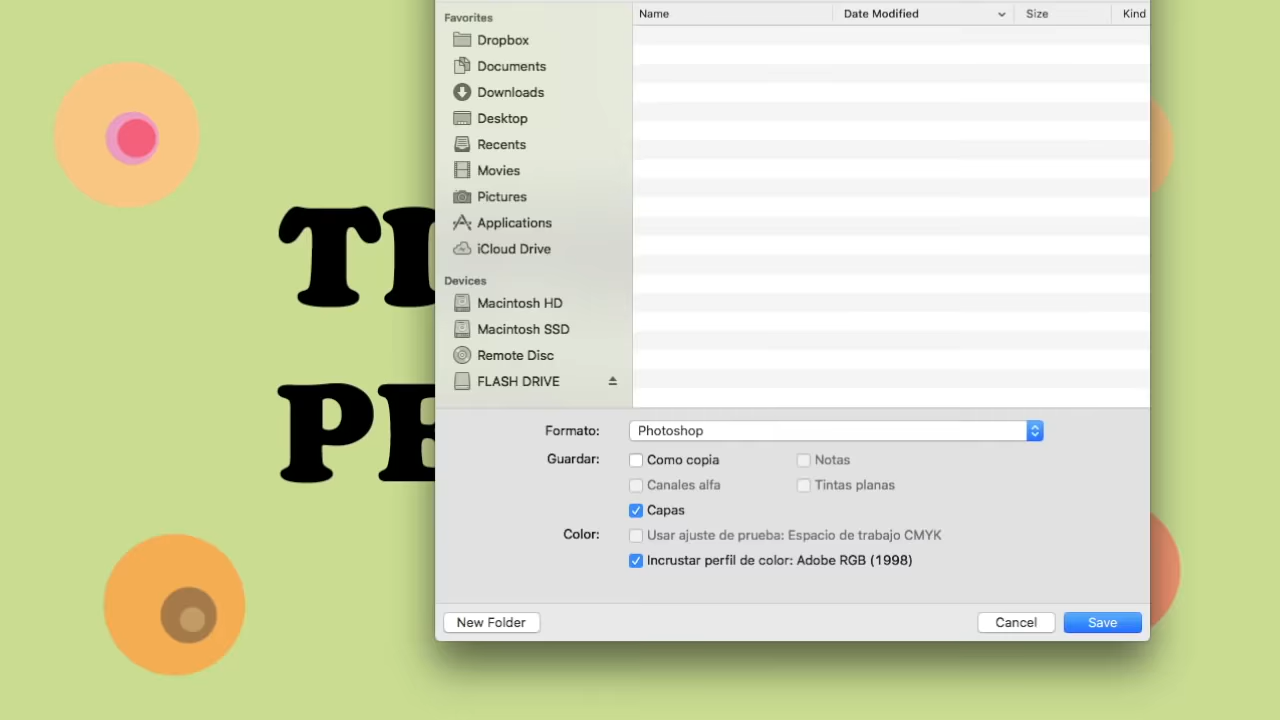 Name Date Modified Size Kind
Favorites
Dropbox
Documents
Downloads
Desktop
Recents
Movies
Pictures
Applications
iCloud Drive
Devices
Macintosh HD
Macintosh SSD
Remote Disc
FLASH DRIVE
TI
PE
Formato: Photoshop
Guardar: Como copia Notas
Canales alfa Tintas planas
Capas
Color: Usar ajuste de prueba: Espacio de trabajo CMYK
Incrustar perfil de color: Adobe RGB (1998)
New Folder Cancel Save